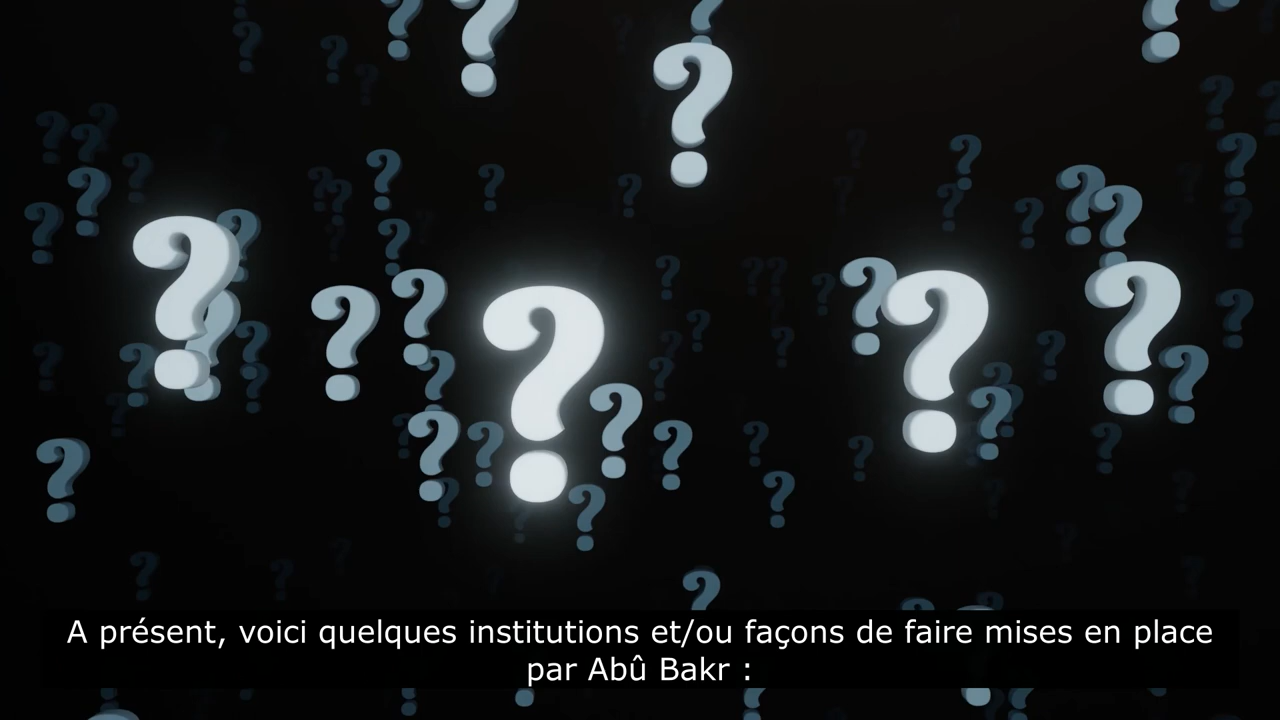 A présent, voici quelques institutions et/ou façons de faire mises en place
par Abû Bakr :